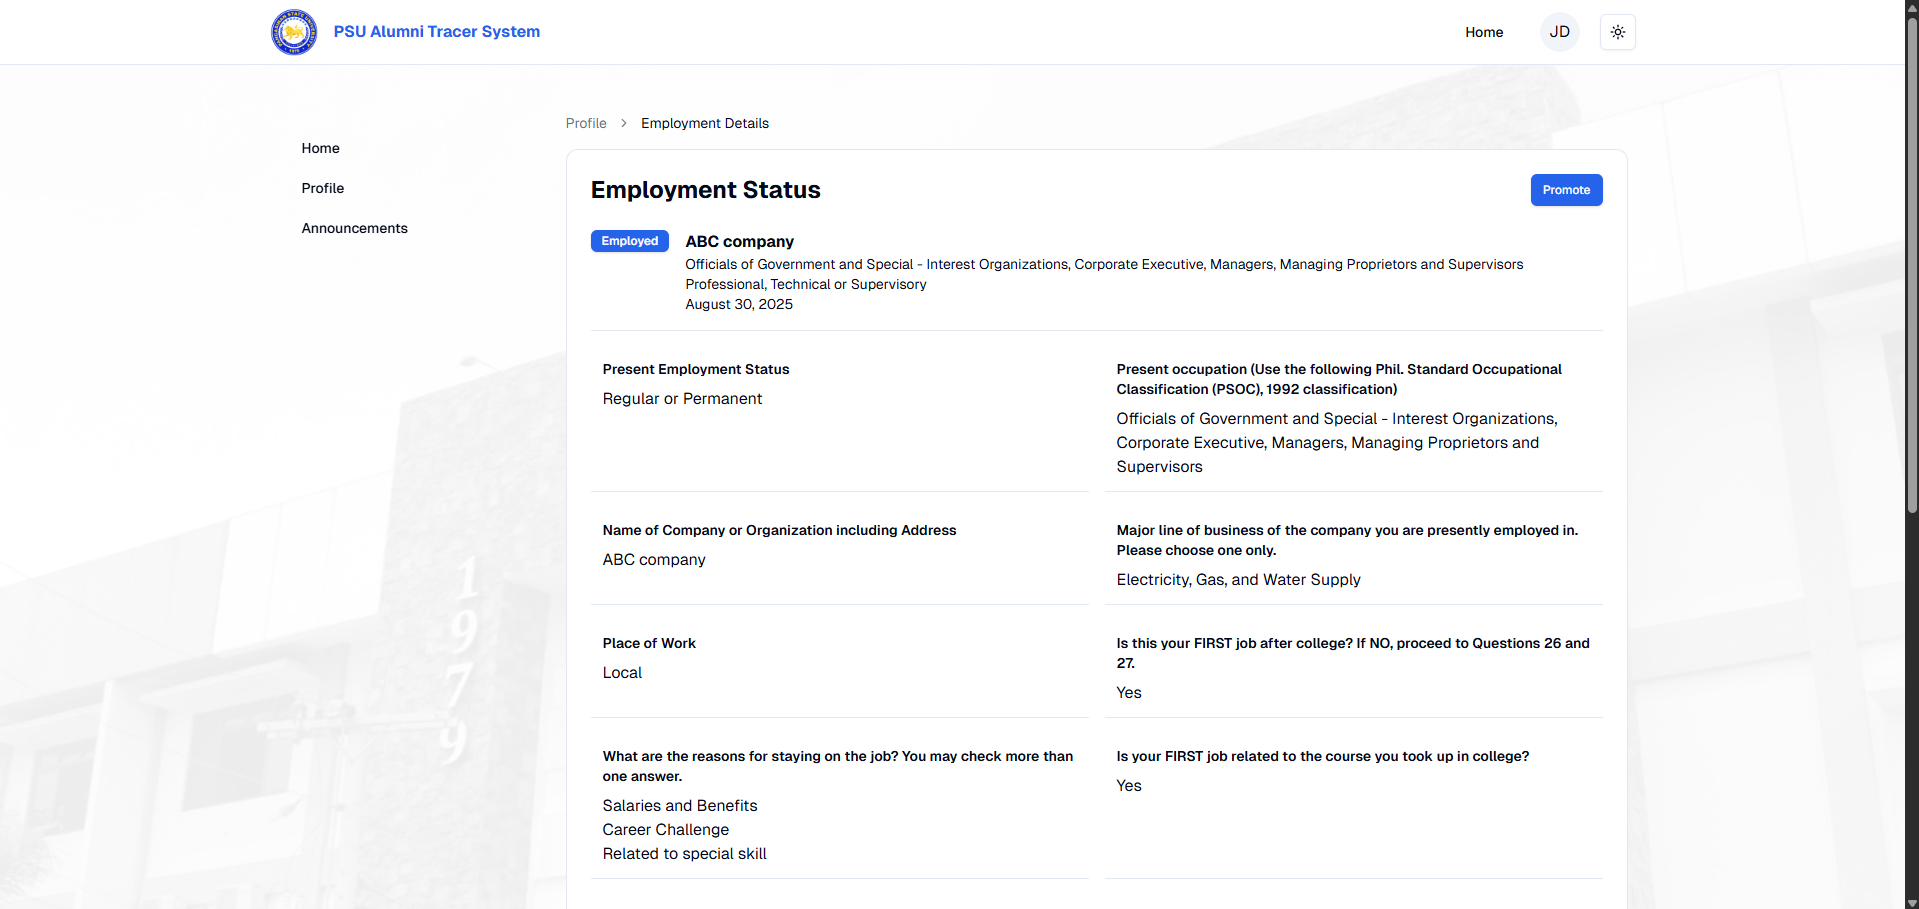 PSU Alumni Tracer System
Home
JD
Home
Profile
Announcements
Profile > Employment Details
Employment Status
Promote
Employed
ABC company
Officials of Government and Special - Interest Organizations, Corporate Executive, Managers, Managing Proprietors and Supervisors
Professional, Technical or Supervisory
August 30, 2025
Present Employment Status
Regular or Permanent
Present occupation (Use the following Phil. Standard Occupational
Classification (PSOC), 1992 classification)
Officials of Government and Special - Interest Organizations,
Corporate Executive, Managers, Managing Proprietors and
Supervisors
Name of Company or Organization including Address
ABC company
Major line of business of the company you are presently employed in.
Please choose one only.
Electricity, Gas, and Water Supply
Place of Work
Local
Is this your FIRST job after college? If NO, proceed to Questions 26 and
27.
Yes
What are the reasons for staying on the job? You may check more than
one answer.
Salaries and Benefits
Career Challenge
Related to special skill
Is your FIRST job related to the course you took up in college?
Yes
1979